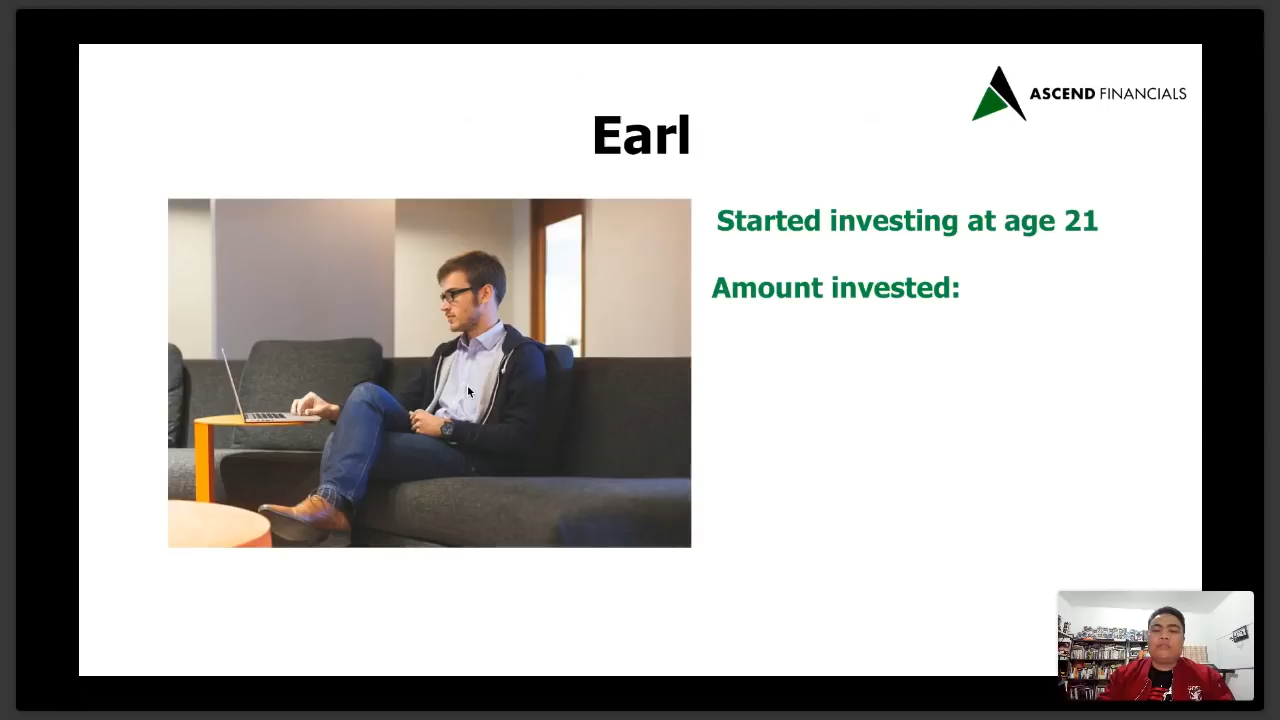 ASCEND FINANCIALS
Earl
Started investing at age 21
Amount invested: